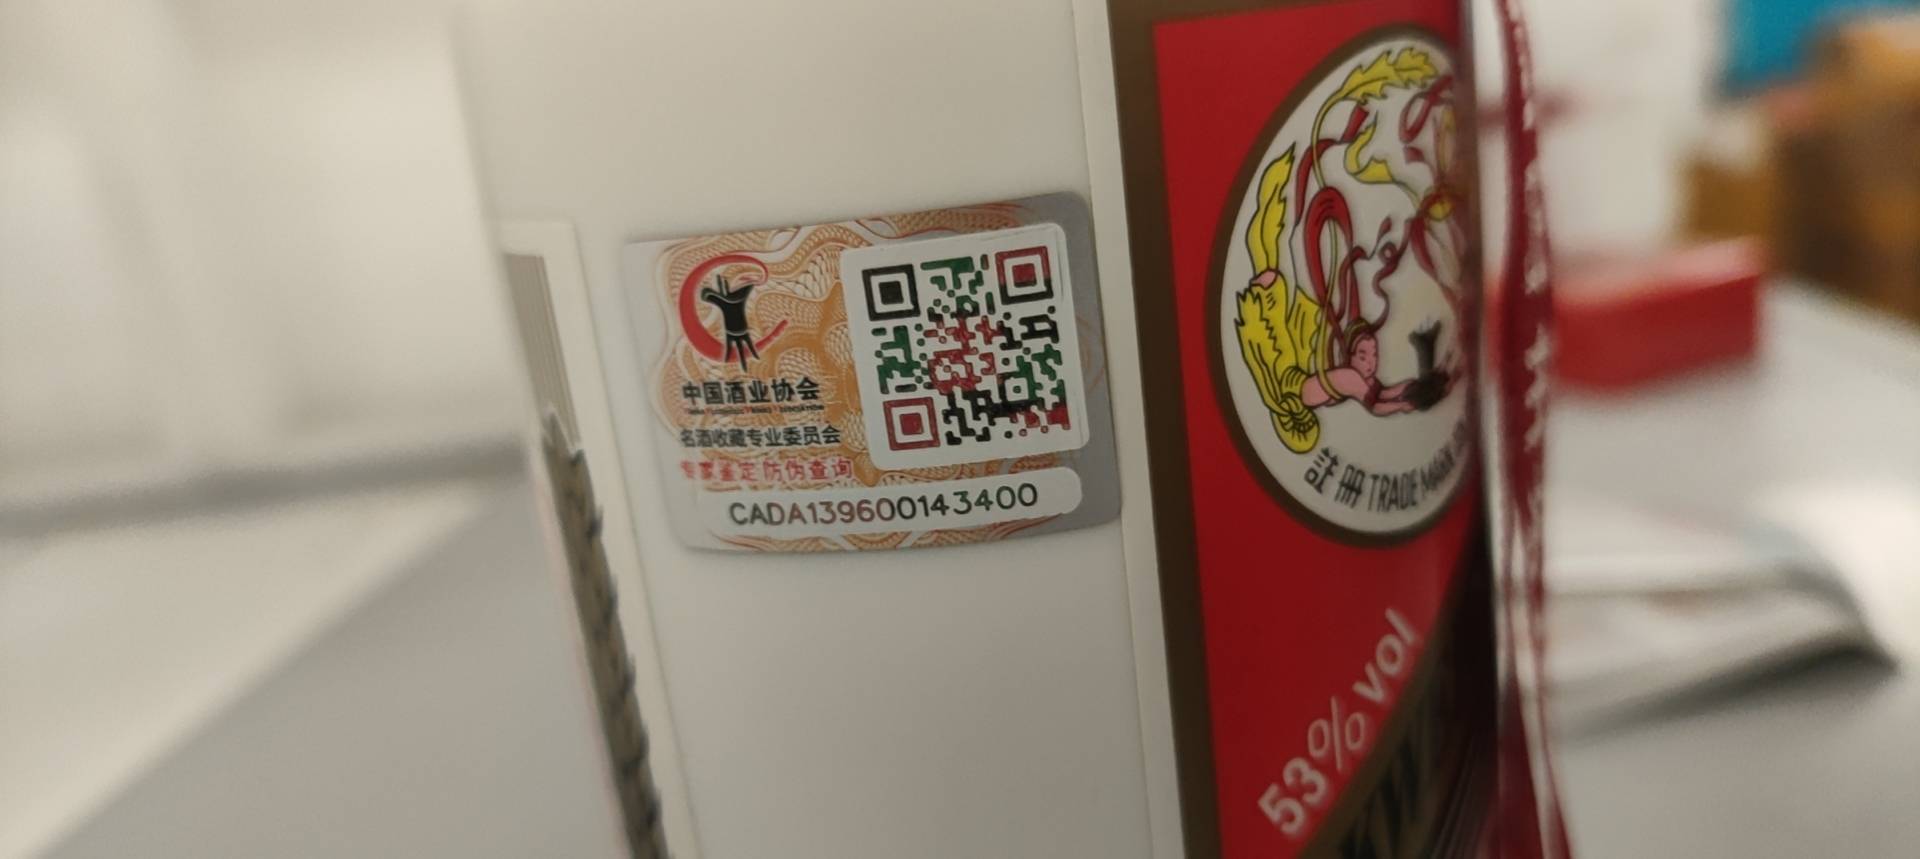 中国酒业协会
名酒收藏专业委员会
专家鉴定 防伪查询
CADA139600143400
註册 TRADE MARK
53% vol